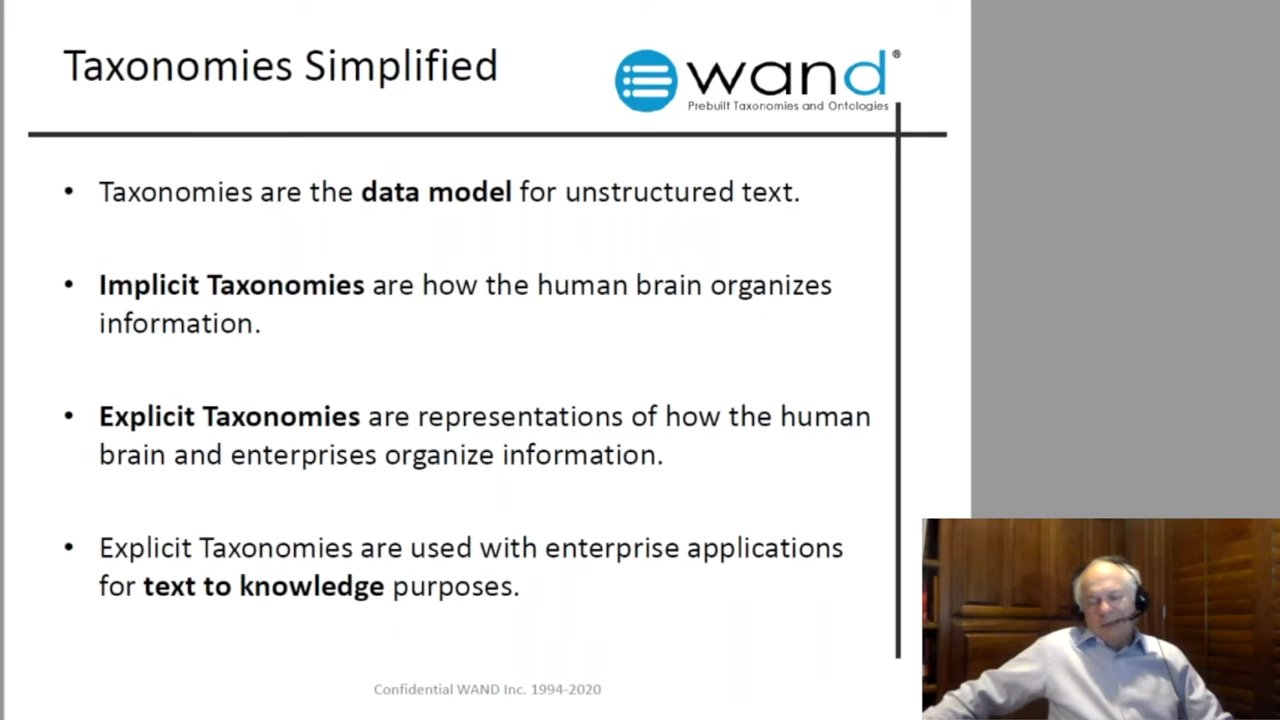 Taxonomies Simplified
wand®
Prebuilt Taxonomies and Ontologies
• Taxonomies are the data model for unstructured text.
• Implicit Taxonomies are how the human brain organizes
information.
• Explicit Taxonomies are representations of how the human
brain and enterprises organize information.
• Explicit Taxonomies are used with enterprise applications
for text to knowledge purposes.
Confidential WAND Inc. 1994-2020